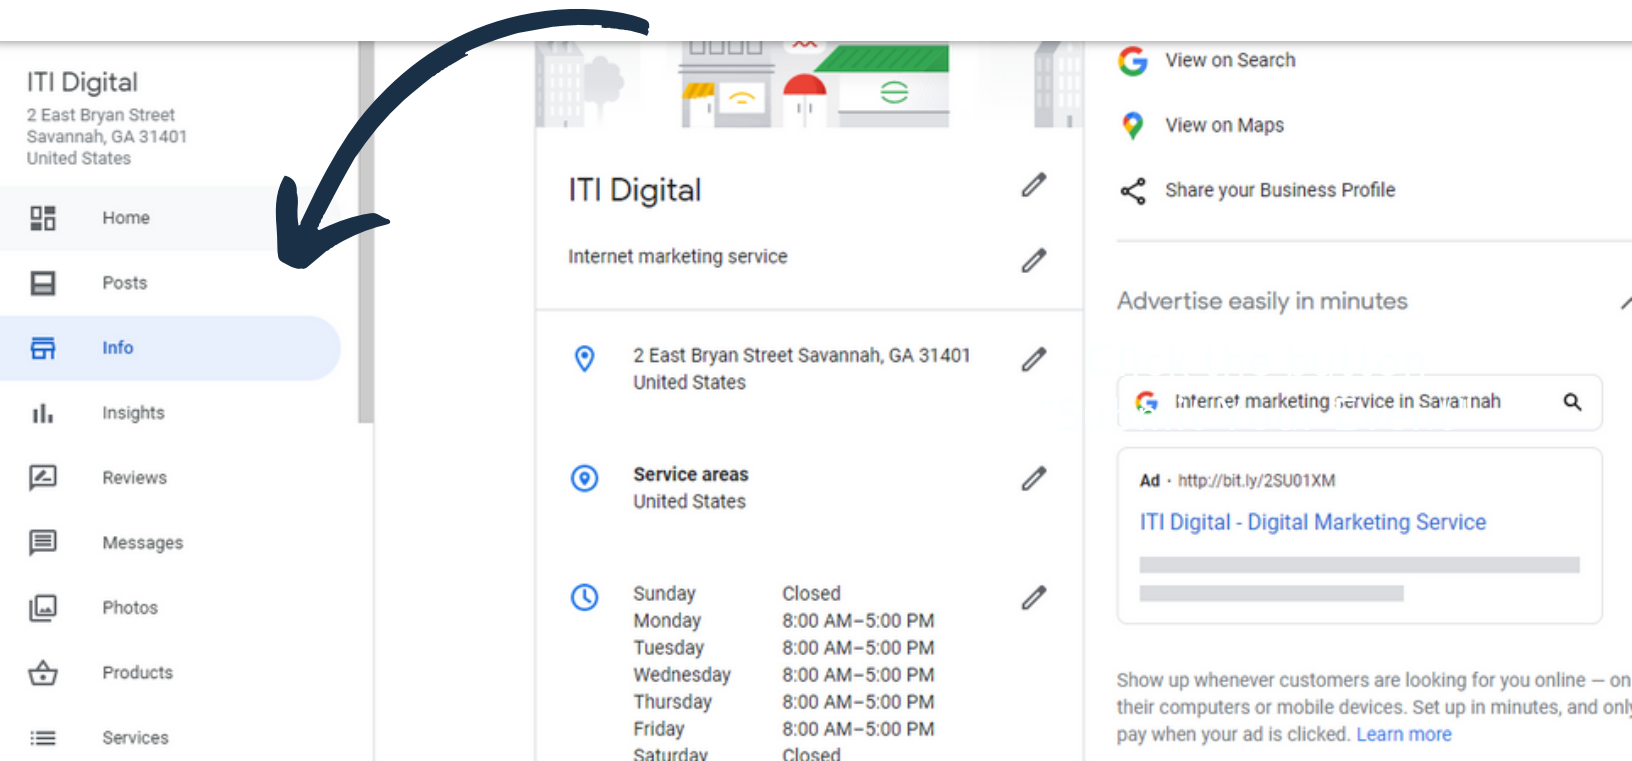 ITI Digital
2 East Bryan Street
Savannah, GA 31401
United States
Home
Posts
Info
Insights
Reviews
Messages
Photos
Products
Services
ITI Digital
Internet marketing service
2 East Bryan Street Savannah, GA 31401
United States
Service areas
United States
Sunday Closed
Monday 8:00 AM–5:00 PM
Tuesday 8:00 AM–5:00 PM
Wednesday 8:00 AM–5:00 PM
Thursday 8:00 AM–5:00 PM
Friday 8:00 AM–5:00 PM
Saturday Closed
View on Search
View on Maps
Share your Business Profile
Advertise easily in minutes
Internet marketing service in Savannah
Ad · http://bit.ly/2SU01XM
ITI Digital - Digital Marketing Service
Show up whenever customers are looking for you online — on
their computers or mobile devices. Set up in minutes, and only
pay when your ad is clicked. Learn more